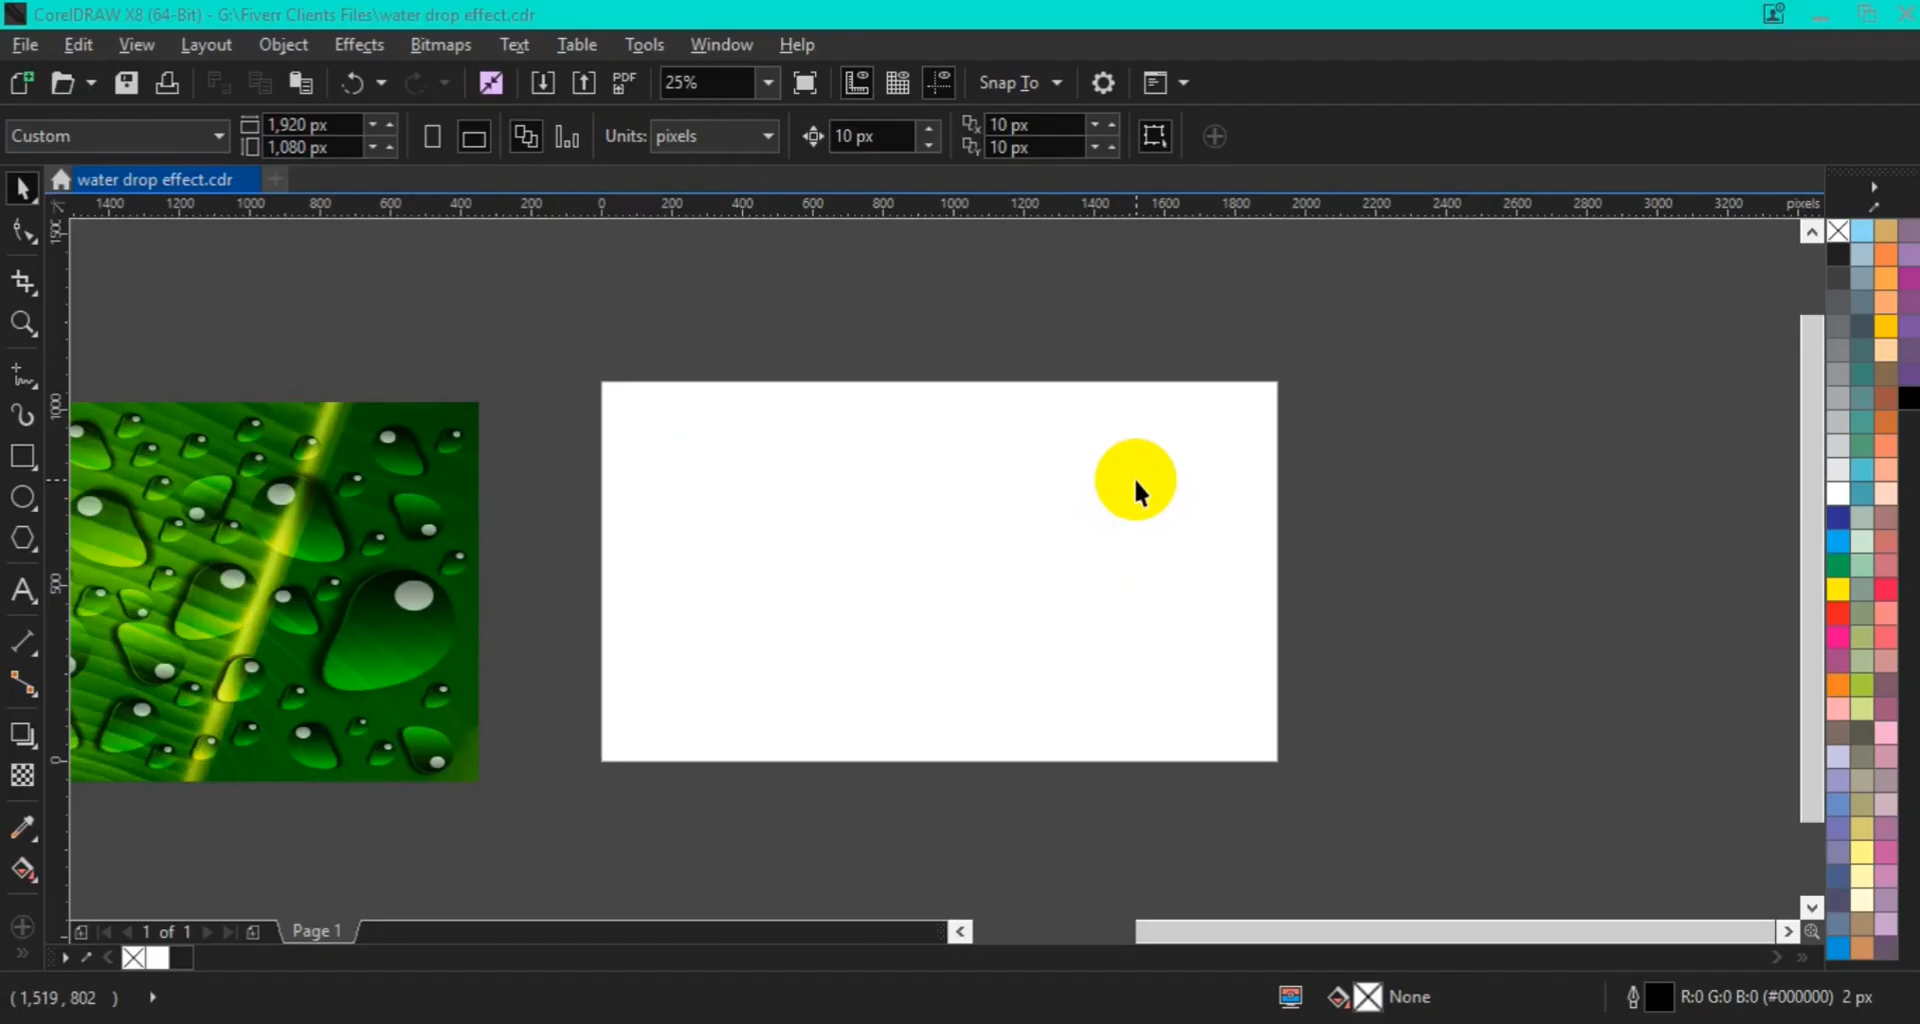 CorelDRAW X8 (64-Bit) - G:\Fiverr Clients Files\water drop effect.cdr
File Edit View Layout Object Effects Bitmaps Text Table Tools Window Help
PDF 25% Snap To
Custom 1,920 px 1,080 px Units: pixels 10 px 10 px 10 px
water drop effect.cdr
1400 1200 1000 800 600 400 200 0 200 400 600 800 1000 1200 1400 1600 1800 2000 2200 2400 2600 2800 3000 3200 pixels
1000
500
0
1 of 1 Page 1
( 1,519 , 802 ) None R:0 G:0 B:0 (#000000) 2 px